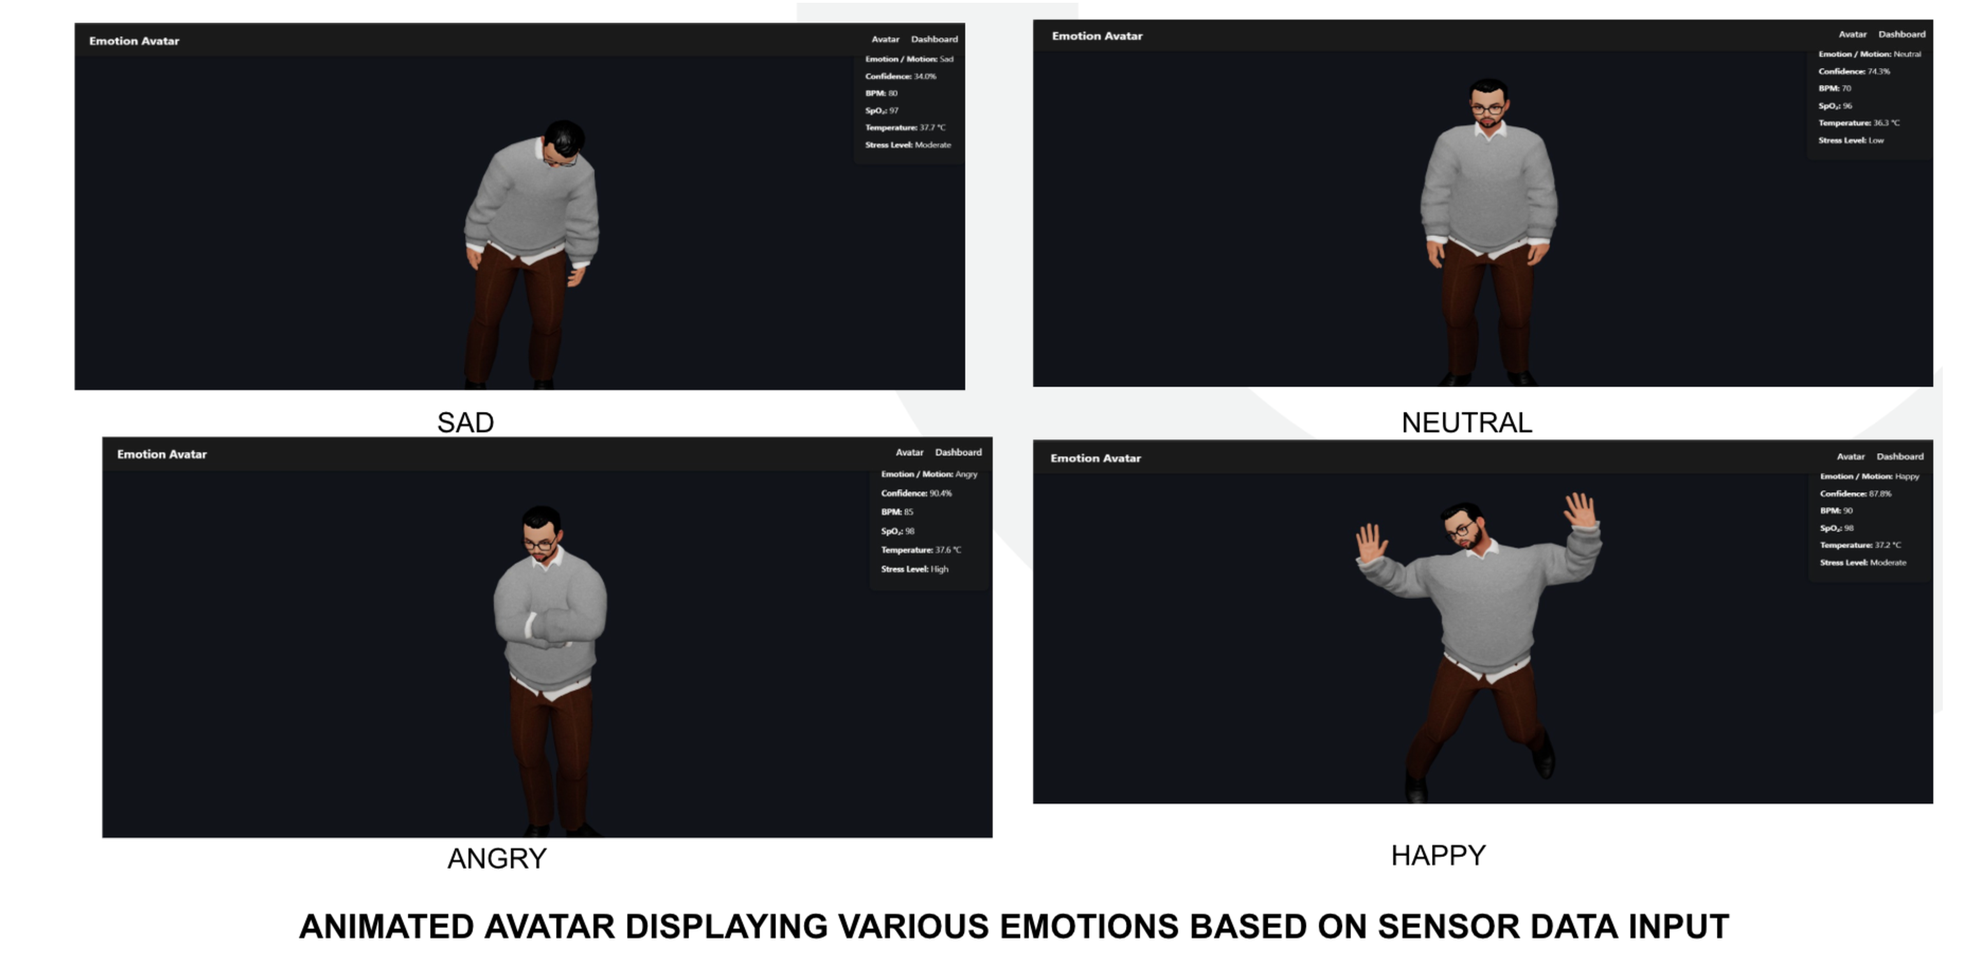 Emotion Avatar
Avatar Dashboard
Emotion / Motion: Sad
Confidence: 34.0%
BPM: 80
SpO₂: 97
Temperature: 37.7 °C
Stress Level: Moderate
SAD
Emotion Avatar
Avatar Dashboard
Emotion / Motion: Neutral
Confidence: 74.3%
BPM: 70
SpO₂: 96
Temperature: 36.3 °C
Stress Level: Low
NEUTRAL
Emotion Avatar
Avatar Dashboard
Emotion / Motion: Angry
Confidence: 90.4%
BPM: 85
SpO₂: 98
Temperature: 37.6 °C
Stress Level: High
ANGRY
Emotion Avatar
Avatar Dashboard
Emotion / Motion: Happy
Confidence: 87.8%
BPM: 90
SpO₂: 98
Temperature: 37.2 °C
Stress Level: Moderate
HAPPY
ANIMATED AVATAR DISPLAYING VARIOUS EMOTIONS BASED ON SENSOR DATA INPUT